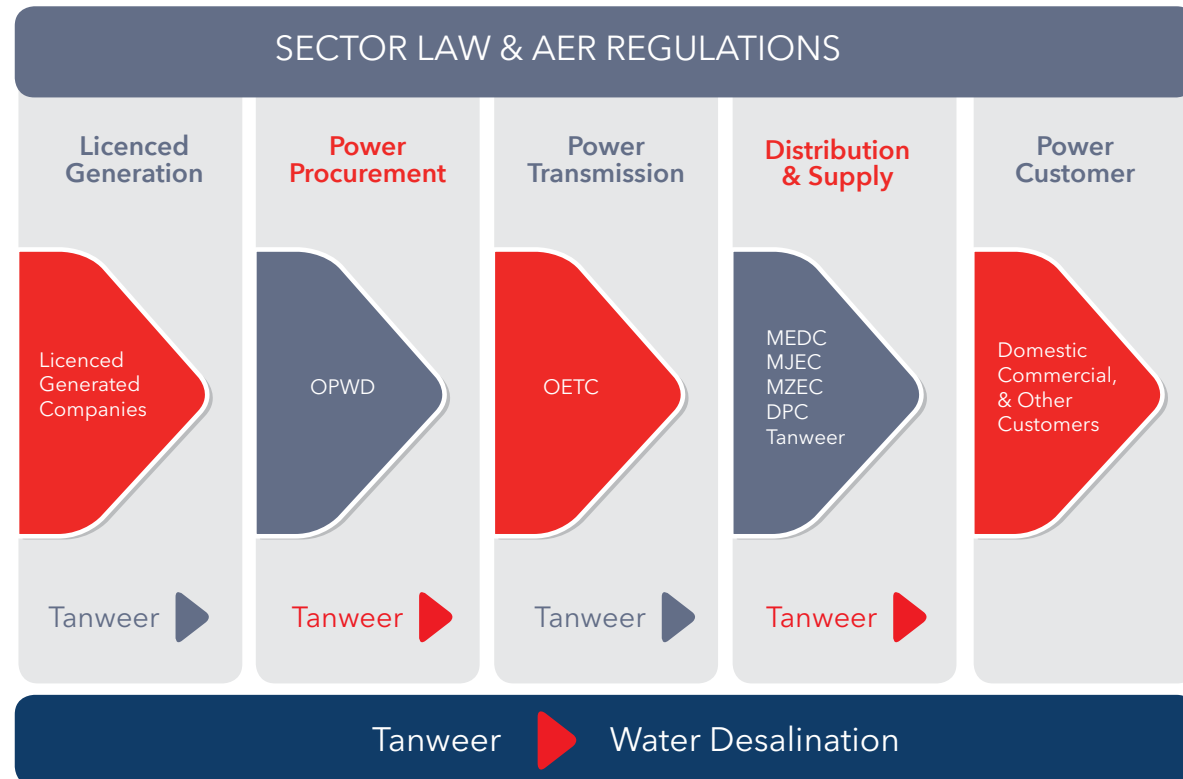 SECTOR LAW & AER REGULATIONS
Licenced
Generation
Power
Procurement
Power
Transmission
Distribution
& Supply
Power
Customer
Licenced
Generated
Companies
OPWD
OETC
MEDC
MJEC
MZEC
DPC
Tanweer
Domestic
Commercial,
& Other
Customers
Tanweer
Tanweer
Tanweer
Tanweer
Tanweer Water Desalination